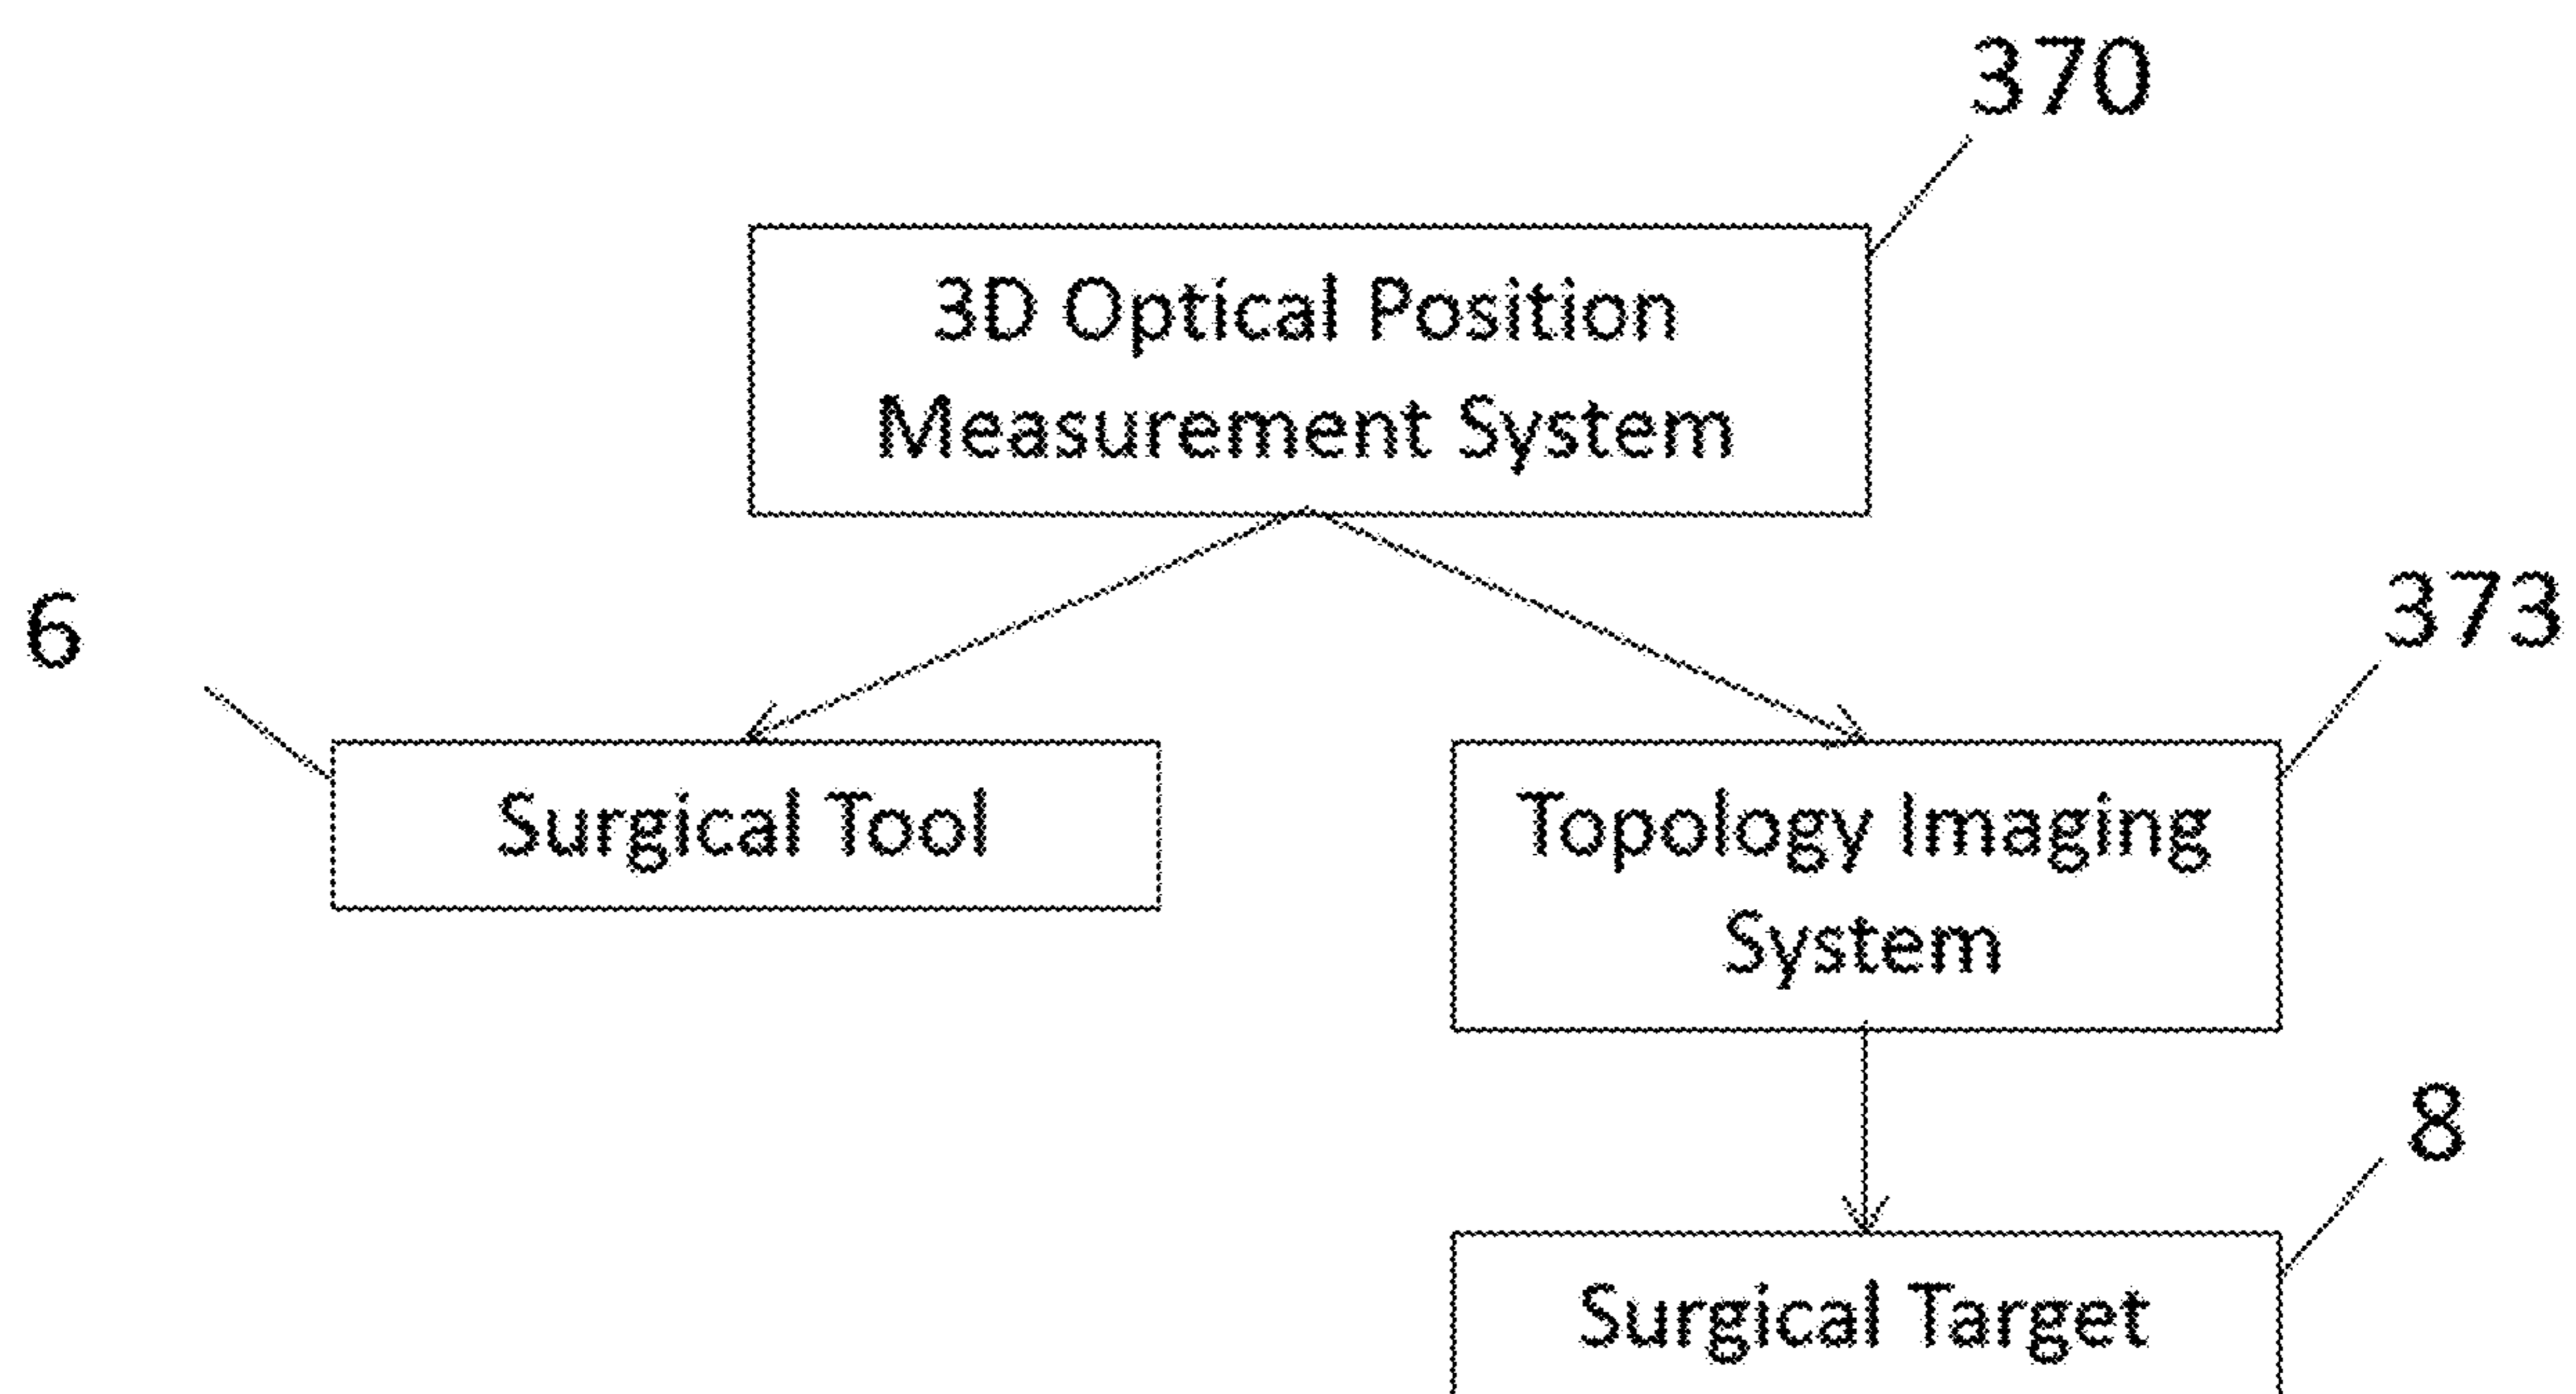 370
3D Optical Position
Measurement System
6
373
Surgical Tool
Topology Imaging
System
8
Surgical Target